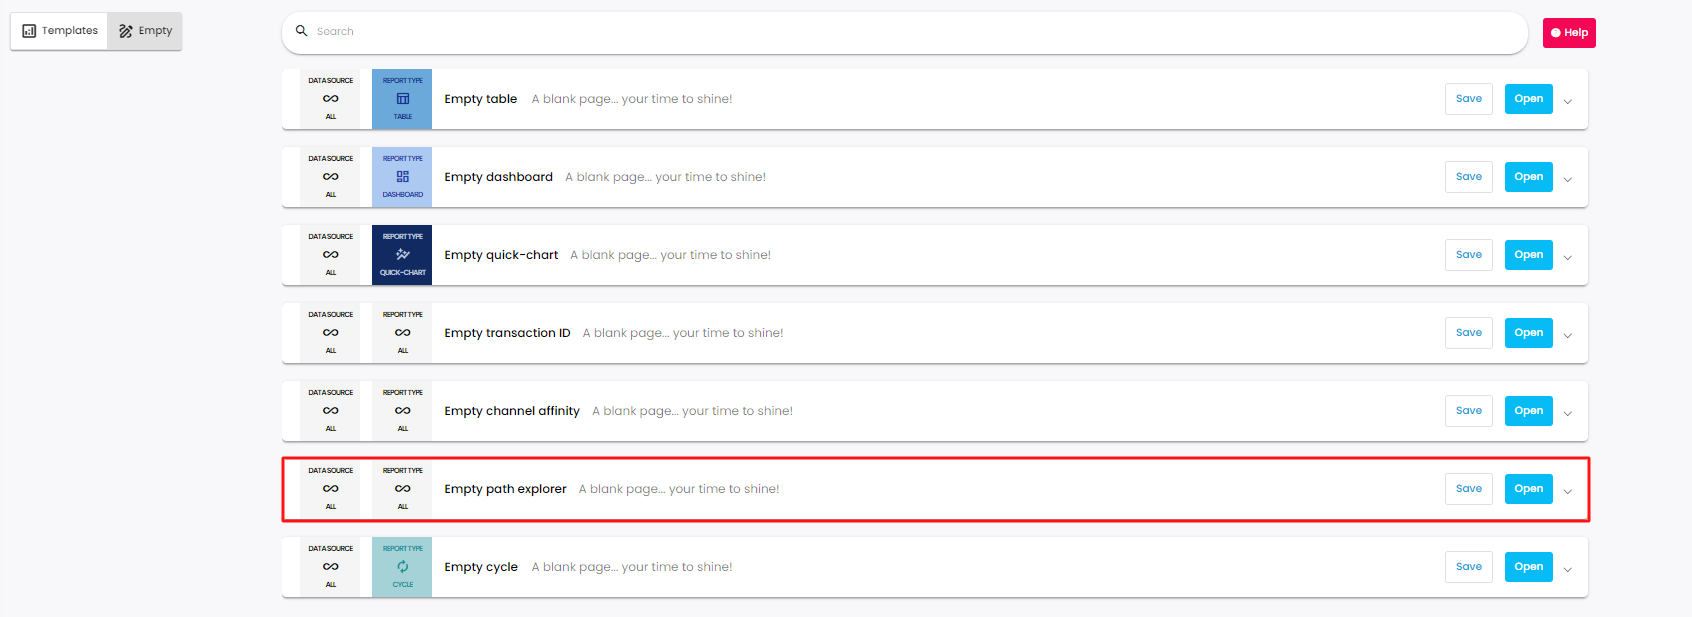 Templates
Empty
Search
Help
DATASOURCE
ALL
REPORTTYPE
TABLE
Empty table A blank page... your time to shine!
Save
Open
DATASOURCE
ALL
REPORTTYPE
DASHBOARD
Empty dashboard A blank page... your time to shine!
Save
Open
DATASOURCE
ALL
REPORTTYPE
QUICK-CHART
Empty quick-chart A blank page... your time to shine!
Save
Open
DATASOURCE
ALL
REPORTTYPE
ALL
Empty transaction ID A blank page... your time to shine!
Save
Open
DATASOURCE
ALL
REPORTTYPE
ALL
Empty channel affinity A blank page... your time to shine!
Save
Open
DATASOURCE
ALL
REPORTTYPE
ALL
Empty path explorer A blank page... your time to shine!
Save
Open
DATASOURCE
ALL
REPORTTYPE
CYCLE
Empty cycle A blank page... your time to shine!
Save
Open